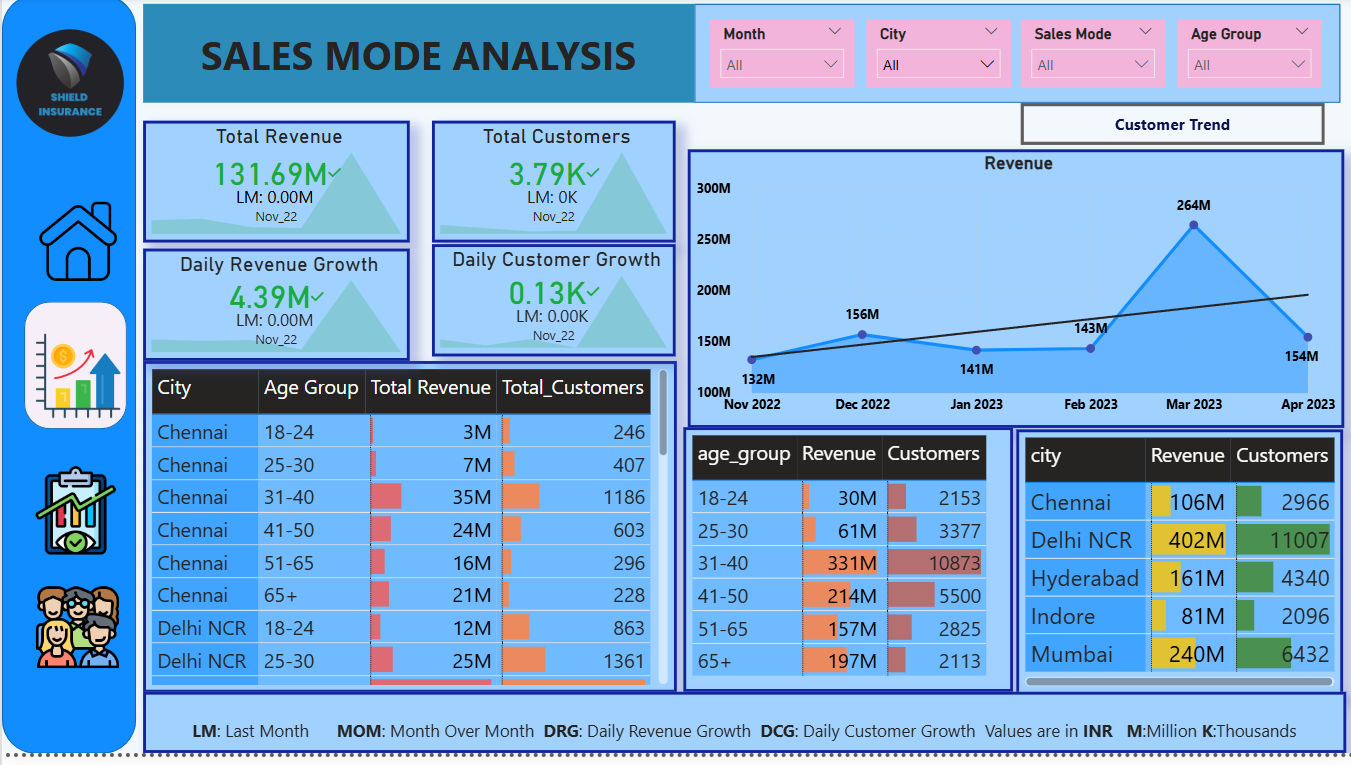 SHIELD
INSURANCE
SALES MODE ANALYSIS
Month
All
City
All
Sales Mode
All
Age Group
All
Customer Trend
Total Revenue
131.69M
LM: 0.00M
Nov_22
Total Customers
3.79K
LM: 0K
Nov_22
Daily Revenue Growth
4.39M
LM: 0.00M
Nov_22
Daily Customer Growth
0.13K
LM: 0.00K
Nov_22
Revenue
300M
250M
200M
150M
100M
132M
156M
141M
143M
264M
154M
Nov 2022 Dec 2022 Jan 2023 Feb 2023 Mar 2023 Apr 2023
City Age Group Total Revenue Total_Customers
Chennai 18-24 3M 246
Chennai 25-30 7M 407
Chennai 31-40 35M 1186
Chennai 41-50 24M 603
Chennai 51-65 16M 296
Chennai 65+ 21M 228
Delhi NCR 18-24 12M 863
Delhi NCR 25-30 25M 1361
age_group Revenue Customers
18-24 30M 2153
25-30 61M 3377
31-40 331M 10873
41-50 214M 5500
51-65 157M 2825
65+ 197M 2113
city Revenue Customers
Chennai 106M 2966
Delhi NCR 402M 11007
Hyderabad 161M 4340
Indore 81M 2096
Mumbai 240M 6432
LM: Last Month MOM: Month Over Month DRG: Daily Revenue Growth DCG: Daily Customer Growth Values are in INR M:Million K:Thousands